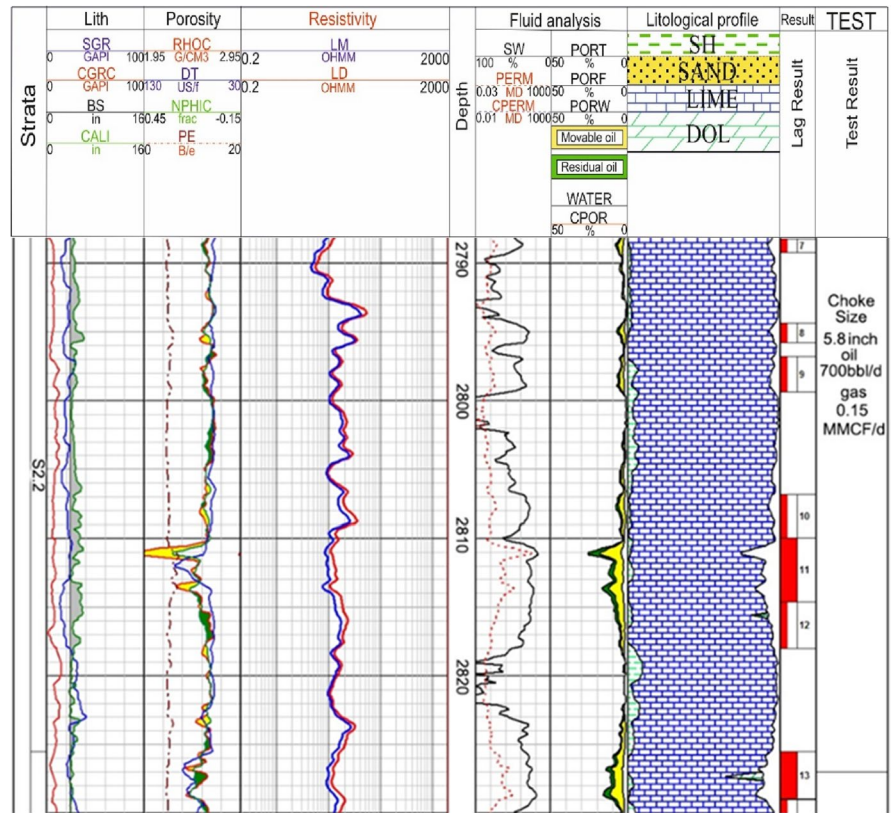 Lith Porosity Resistivity Fluid analysis Litological profile Result TEST
Strata
SGR
0 GAPI 100
CGRC
0 GAPI 100
BS
0 in 16
CALI
0 in 16
RHOC
1.95 G/CM3 2.95
DT
130 US/f 30
NPHIC
0.45 frac -0.15
PE
0 B/e 20
LM
0.2 OHMM 2000
LD
0.2 OHMM 2000
Depth
SW
100 % 0
PERM
0.03 MD 1000
CPERM
0.01 MD 1000
PORT
50 % 0
PORF
50 % 0
PORW
50 % 0
Movable oil
Residual oil
WATER
CPOR
50 % 0
SH
SAND
LIME
DOL
Lag Result
Test Result
S2.2
2790
2800
2810
2820
7
8
9
10
11
12
13
Choke
Size
5.8 inch
oil
700bbl/d
gas
0.15
MMCF/d